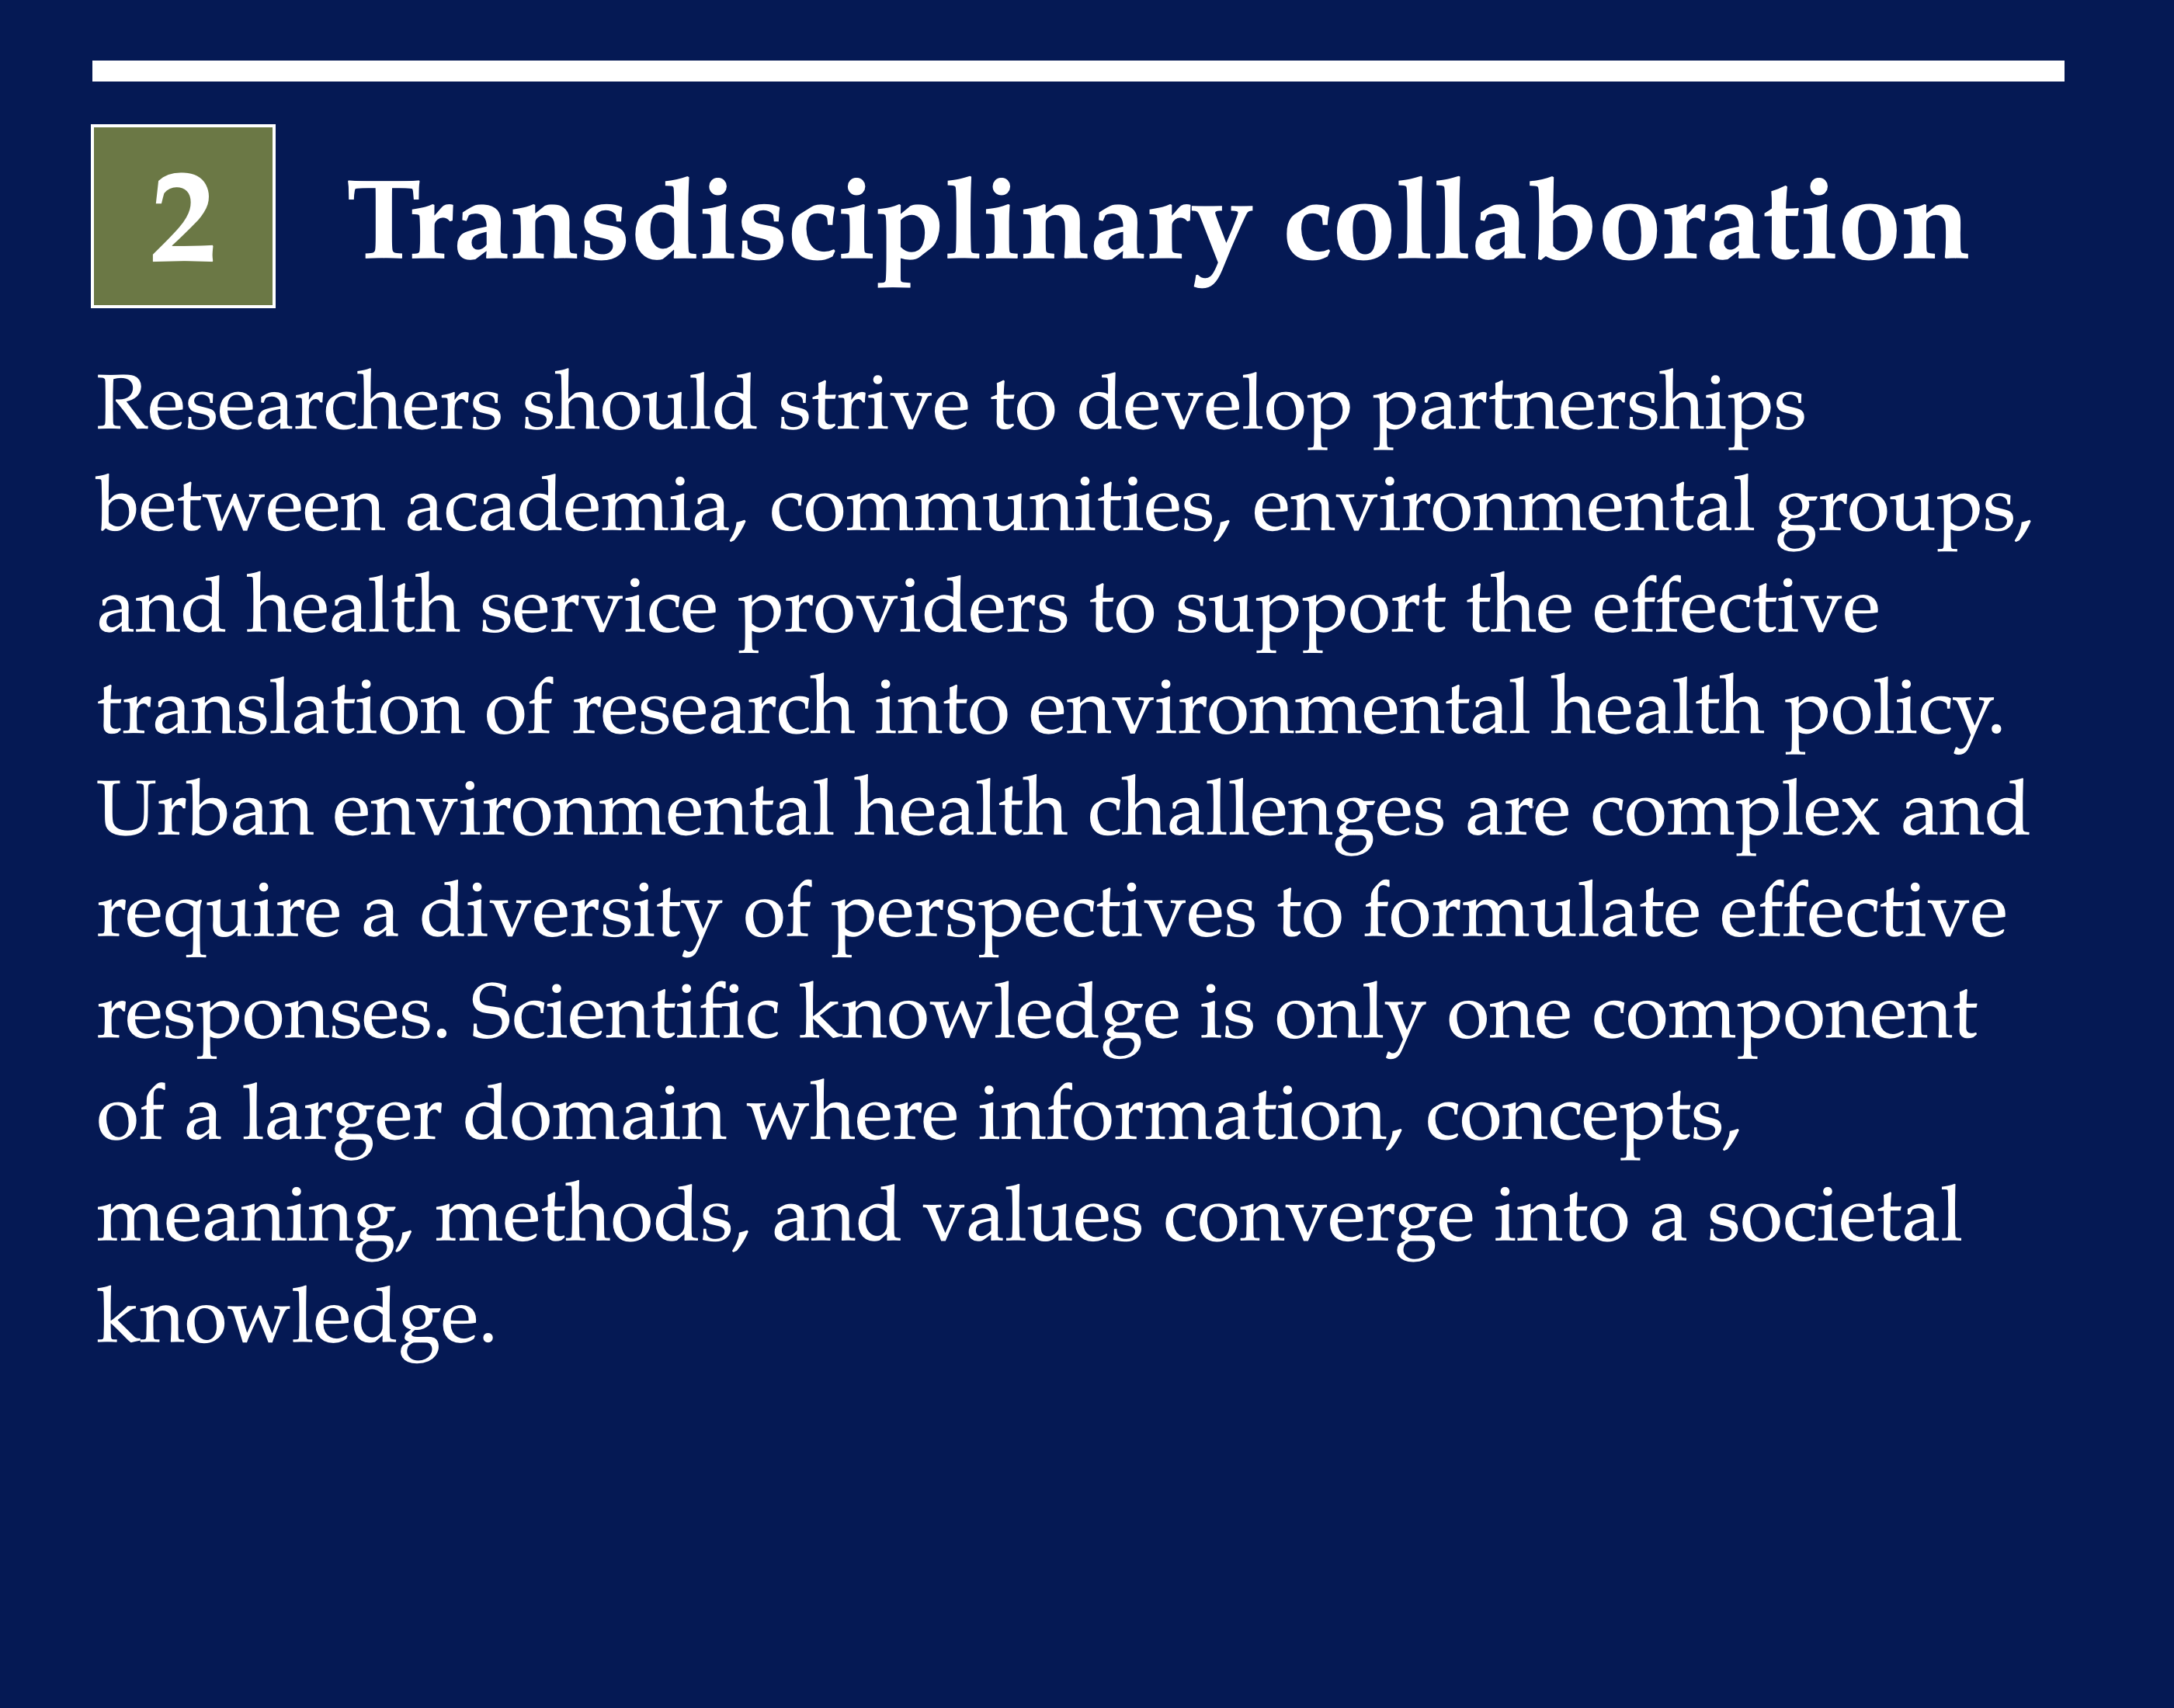 2 Transdisciplinary collaboration
Researchers should strive to develop partnerships
between academia, communities, environmental groups,
and health service providers to support the effective
translation of research into environmental health policy.
Urban environmental health challenges are complex and
require a diversity of perspectives to formulate effective
responses. Scientific knowledge is only one component
of a larger domain where information, concepts,
meaning, methods, and values converge into a societal
knowledge.